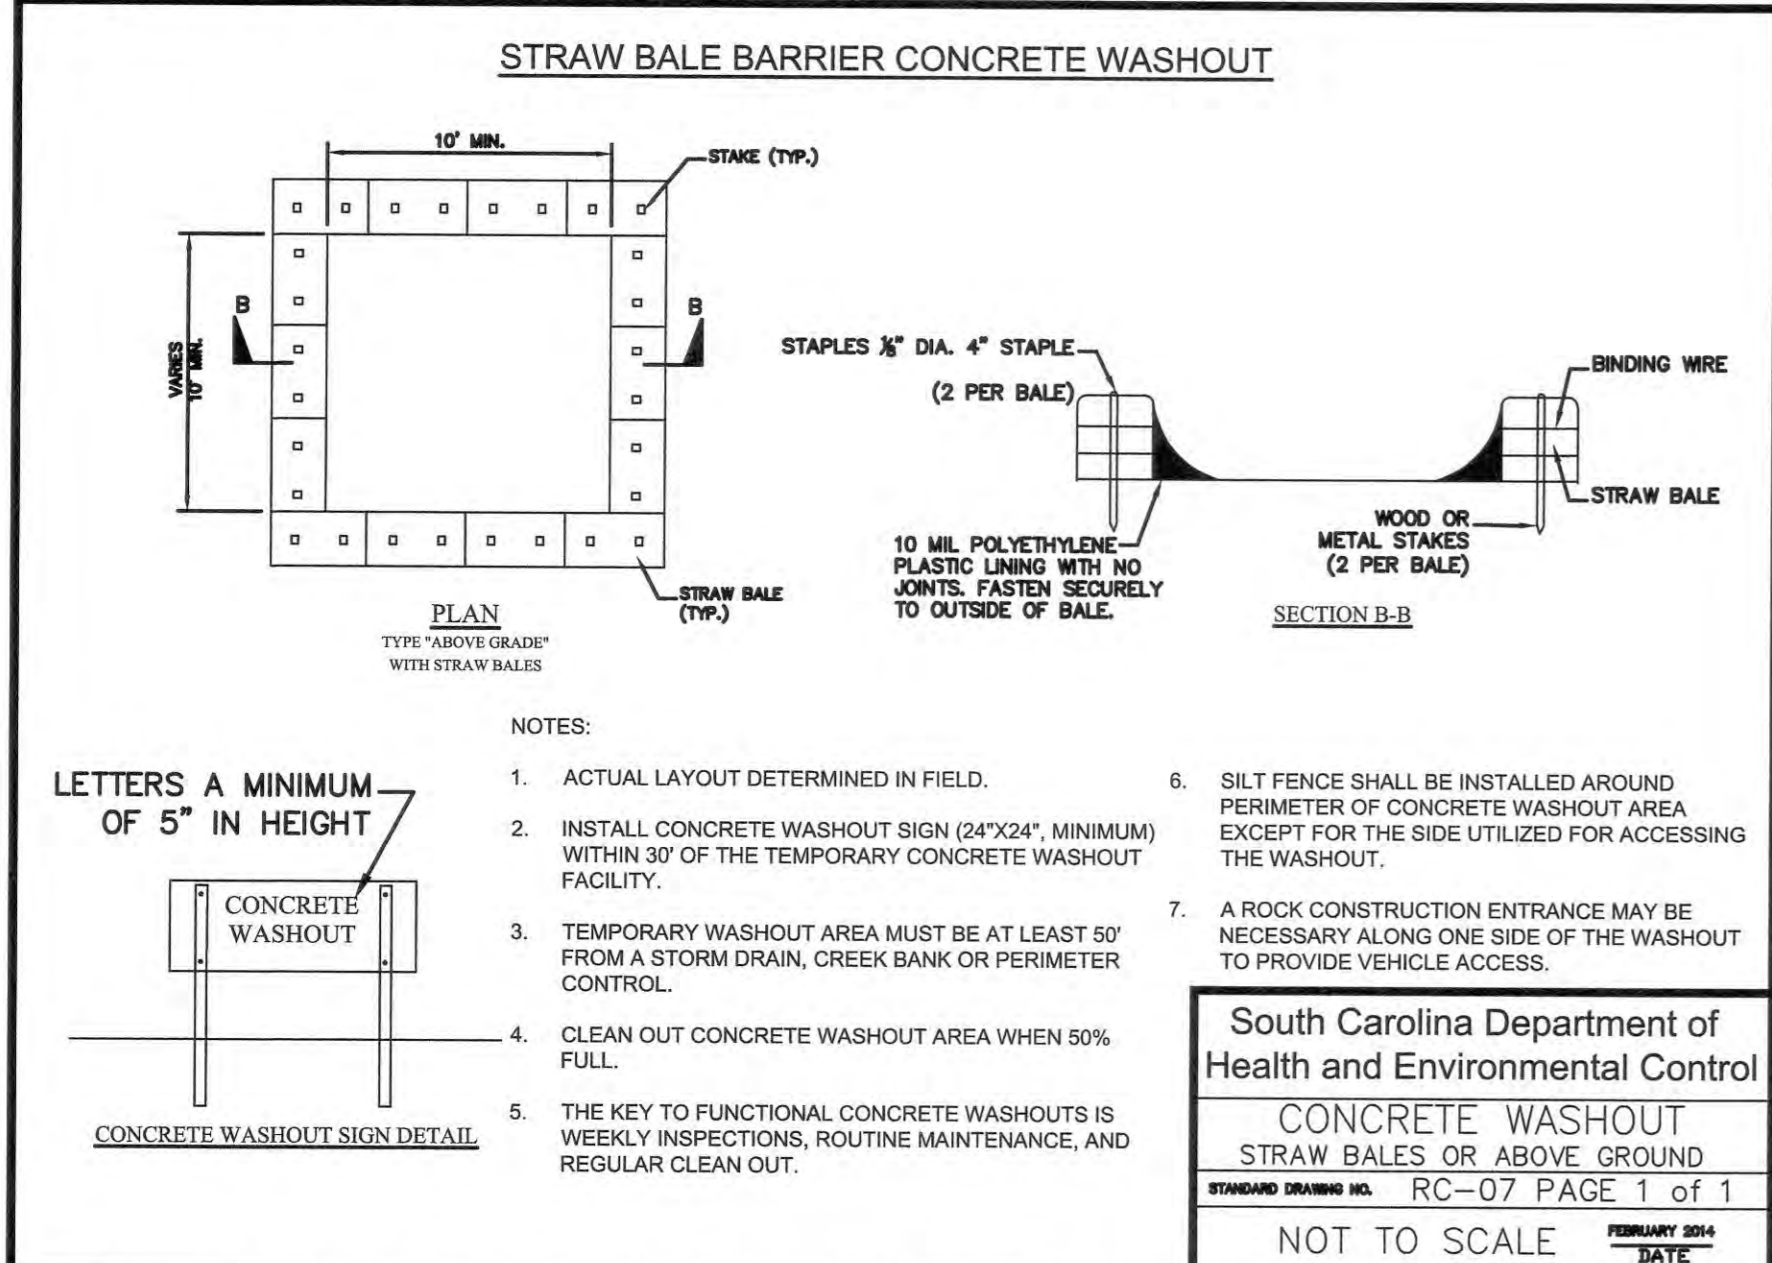 STRAW BALE BARRIER CONCRETE WASHOUT
10' MIN.
STAKE (TYP.)
B
B
VARIES
10' MIN.
STRAW BALE
(TYP.)
PLAN
TYPE "ABOVE GRADE"
WITH STRAW BALES
STAPLES ⅛" DIA. 4" STAPLE
(2 PER BALE)
BINDING WIRE
STRAW BALE
WOOD OR
METAL STAKES
(2 PER BALE)
10 MIL POLYETHYLENE
PLASTIC LINING WITH NO
JOINTS. FASTEN SECURELY
TO OUTSIDE OF BALE.
SECTION B-B
LETTERS A MINIMUM
OF 5" IN HEIGHT
CONCRETE
WASHOUT
CONCRETE WASHOUT SIGN DETAIL
NOTES:
1. ACTUAL LAYOUT DETERMINED IN FIELD.
2. INSTALL CONCRETE WASHOUT SIGN (24"X24", MINIMUM)
WITHIN 30' OF THE TEMPORARY CONCRETE WASHOUT
FACILITY.
3. TEMPORARY WASHOUT AREA MUST BE AT LEAST 50'
FROM A STORM DRAIN, CREEK BANK OR PERIMETER
CONTROL.
4. CLEAN OUT CONCRETE WASHOUT AREA WHEN 50%
FULL.
5. THE KEY TO FUNCTIONAL CONCRETE WASHOUTS IS
WEEKLY INSPECTIONS, ROUTINE MAINTENANCE, AND
REGULAR CLEAN OUT.
6. SILT FENCE SHALL BE INSTALLED AROUND
PERIMETER OF CONCRETE WASHOUT AREA
EXCEPT FOR THE SIDE UTILIZED FOR ACCESSING
THE WASHOUT.
7. A ROCK CONSTRUCTION ENTRANCE MAY BE
NECESSARY ALONG ONE SIDE OF THE WASHOUT
TO PROVIDE VEHICLE ACCESS.
South Carolina Department of
Health and Environmental Control
CONCRETE WASHOUT
STRAW BALES OR ABOVE GROUND
STANDARD DRAWING NO. RC-07 PAGE 1 of 1
NOT TO SCALE
FEBRUARY 2014
DATE